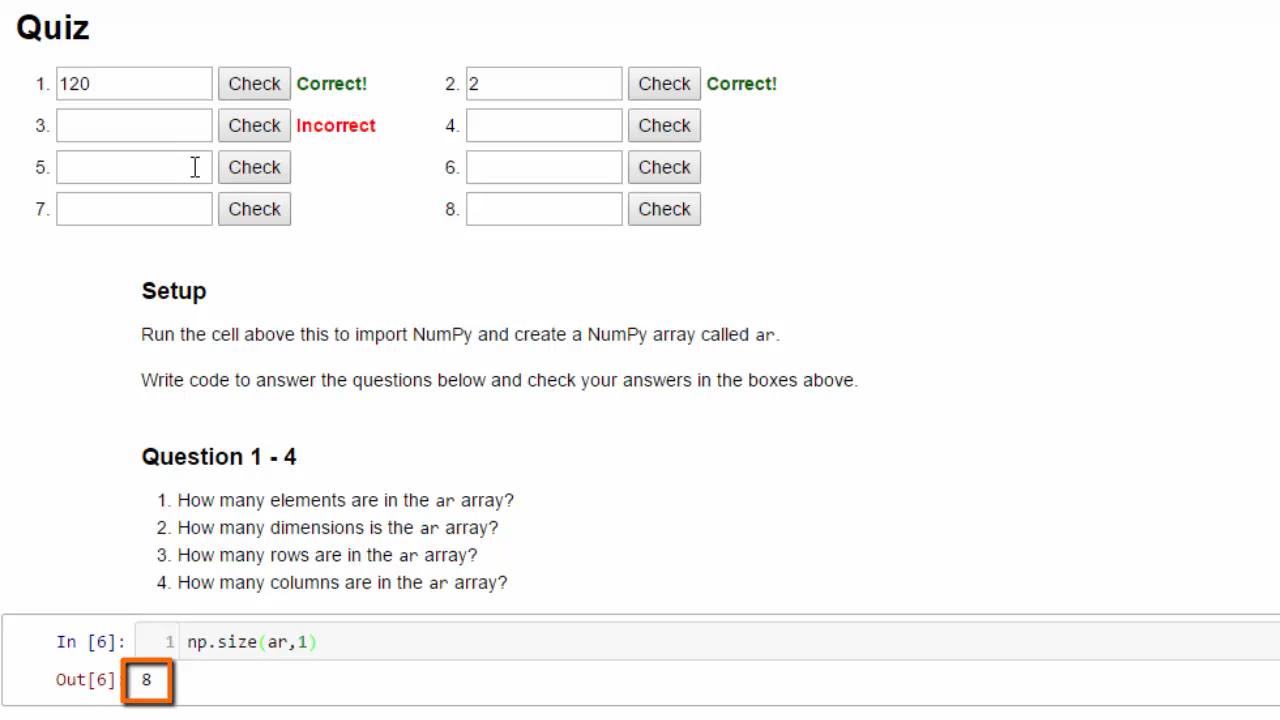 Quiz
1. 120 Check Correct! 2. 2 Check Correct!
3. Check Incorrect 4. Check
5. Check 6. Check
7. Check 8. Check
Setup
Run the cell above this to import NumPy and create a NumPy array called ar.
Write code to answer the questions below and check your answers in the boxes above.
Question 1 - 4
1. How many elements are in the ar array?
2. How many dimensions is the ar array?
3. How many rows are in the ar array?
4. How many columns are in the ar array?
In [6]: 1 np.size(ar,1)
Out[6] 8